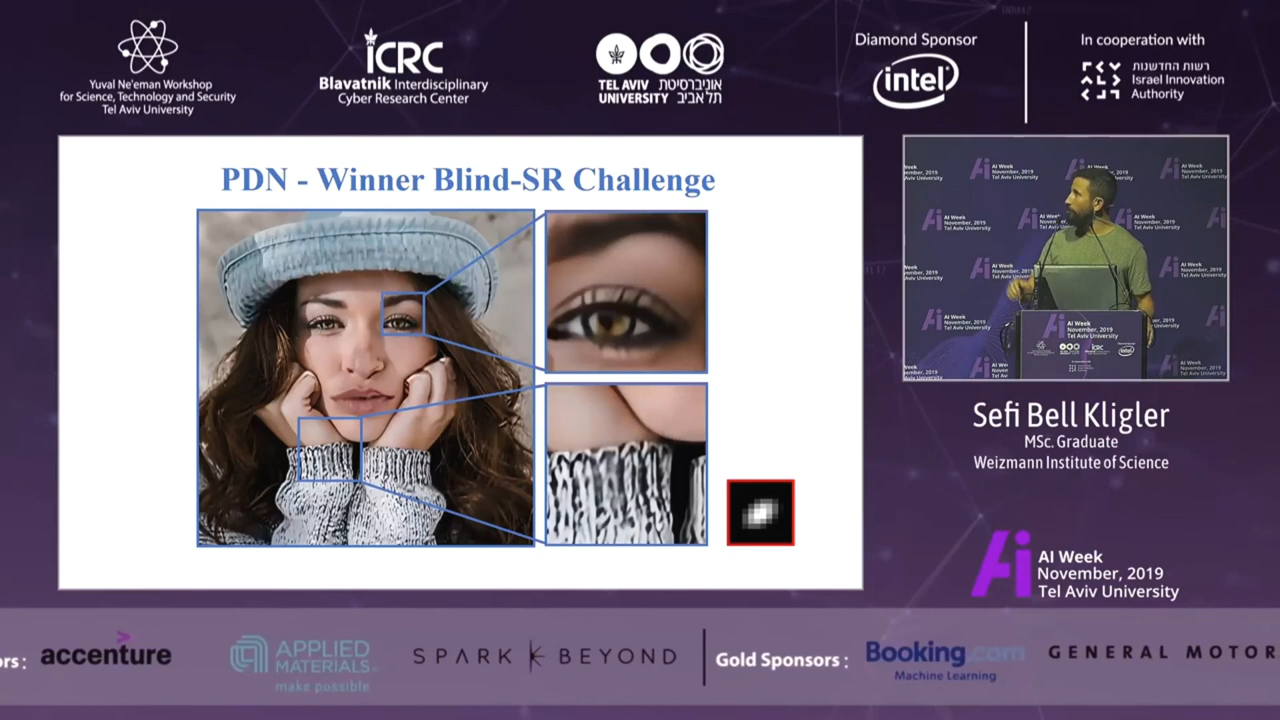 Yuval Ne'eman Workshop
for Science, Technology and Security
Tel Aviv University
iCRC
Blavatnik Interdisciplinary
Cyber Research Center
TEL AVIV אוניברסיטת
UNIVERSITY תל אביב
Diamond Sponsor
intel
In cooperation with
רשות החדשנות
Israel Innovation
Authority
PDN - Winner Blind-SR Challenge
AI Week
November, 2019
Tel Aviv University
Sefi Bell Kligler
MSc. Graduate
Weizmann Institute of Science
Ai
AI Week
November, 2019
Tel Aviv University
ors:
accenture
APPLIED
MATERIALS
make possible
SPARK BEYOND
Gold Sponsors :
Booking.com
Machine Learning
GENERAL MOTOR